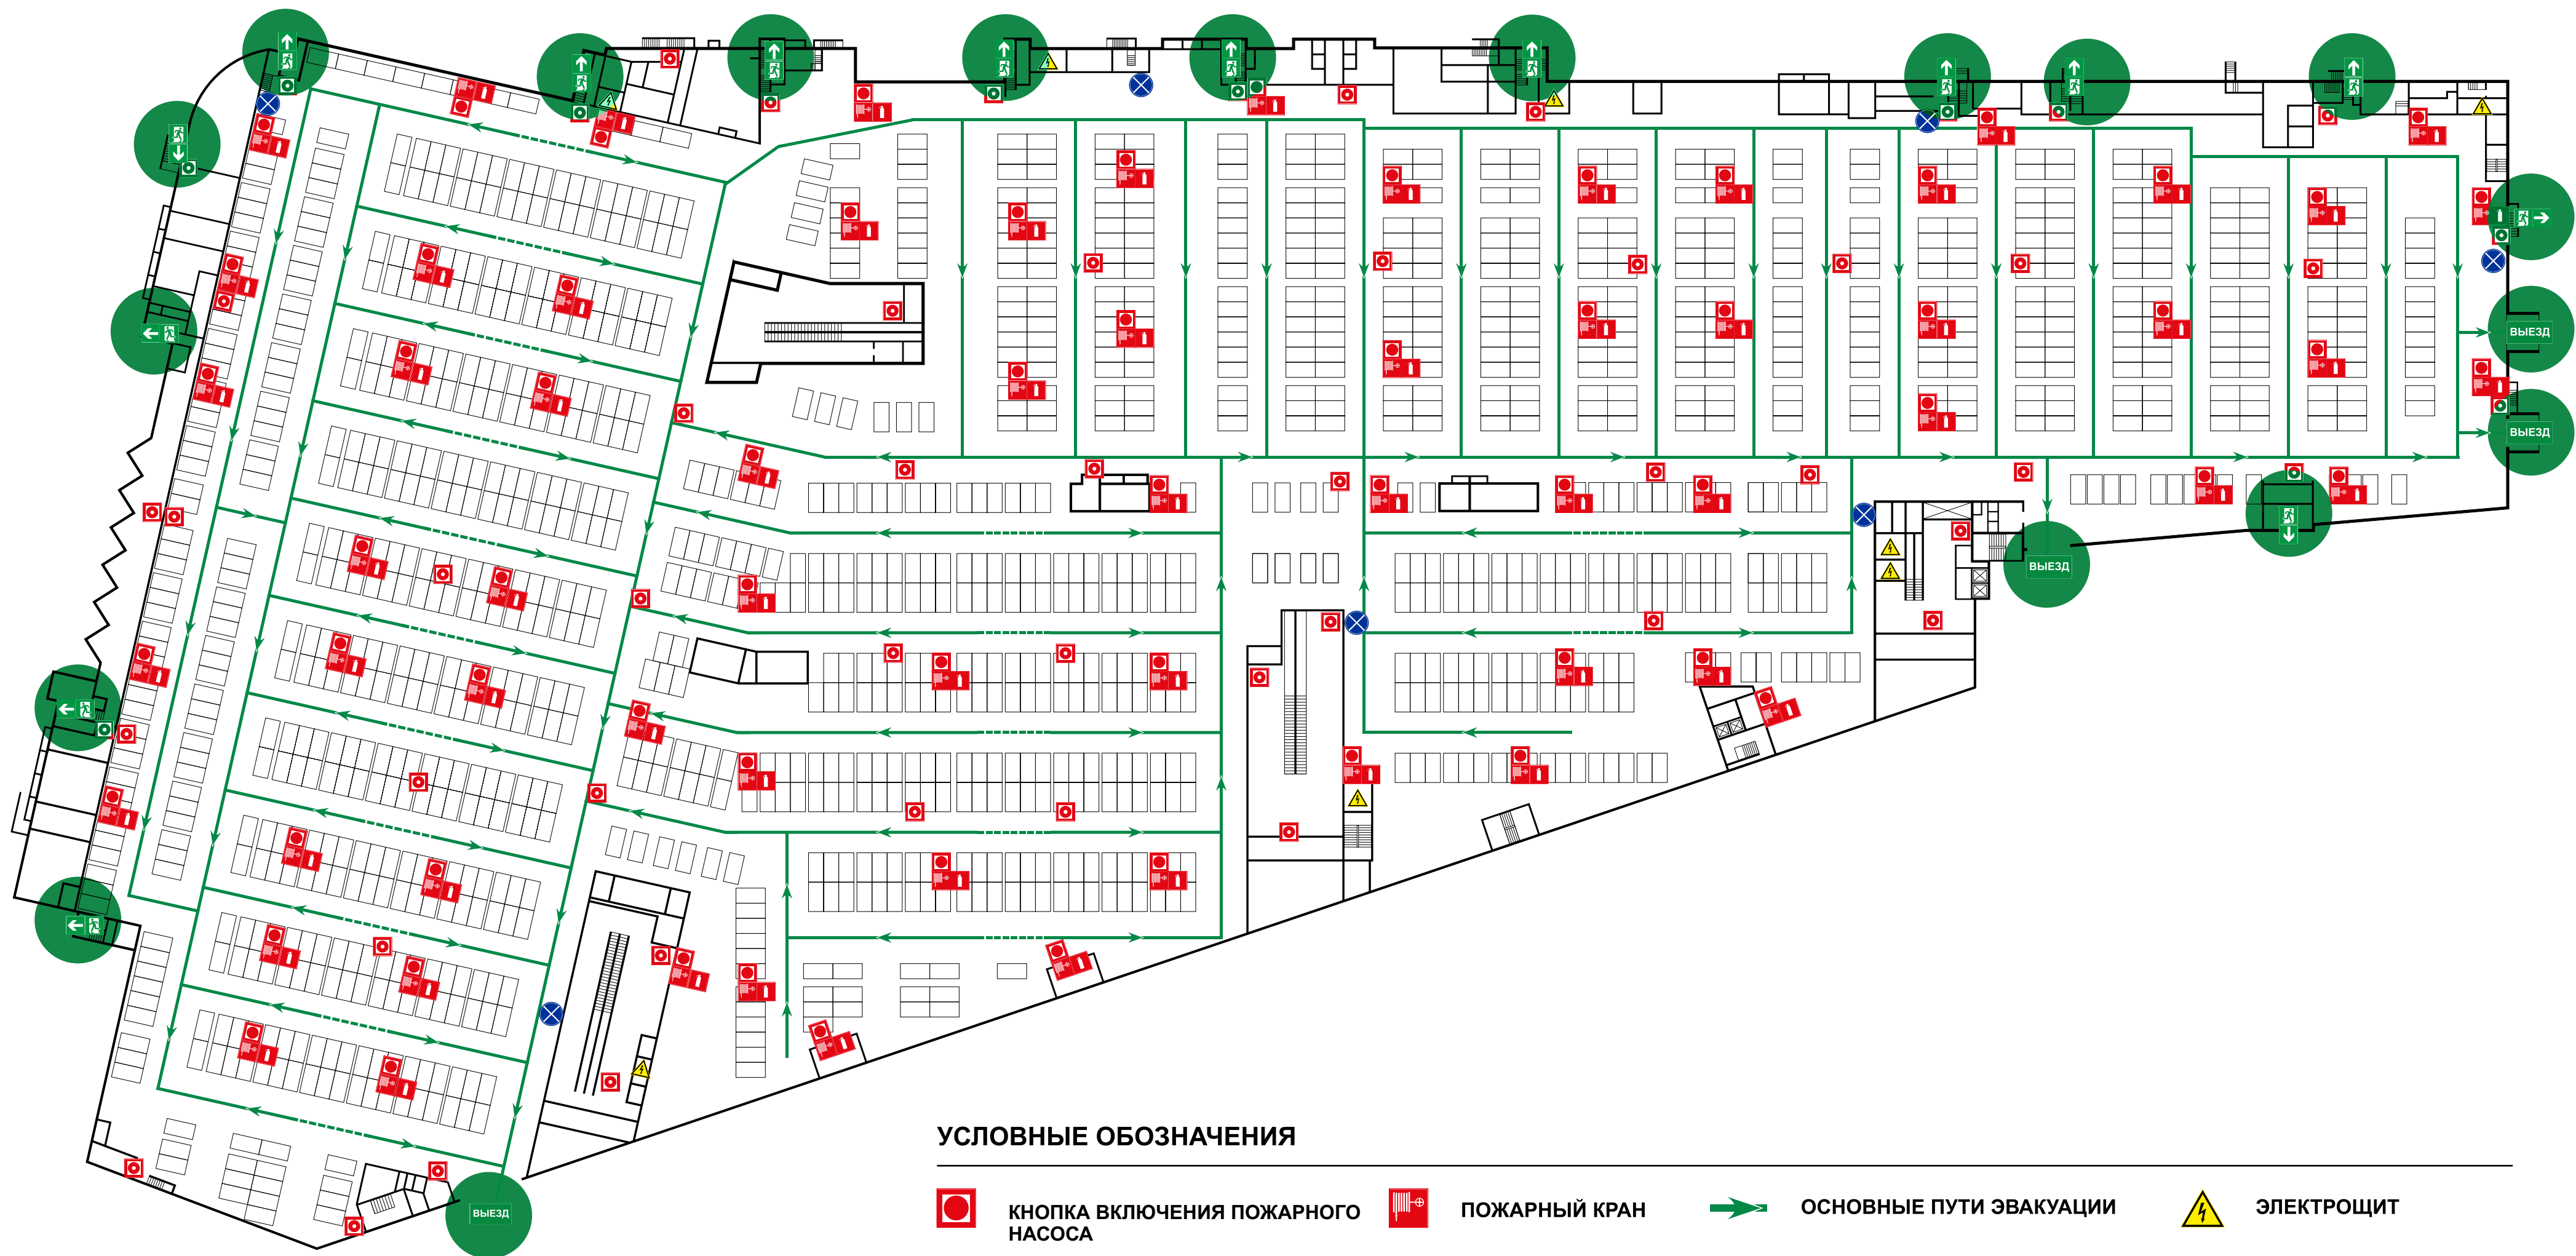 ВЫЕЗД
ВЫЕЗД
ВЫЕЗД
УСЛОВНЫЕ ОБОЗНАЧЕНИЯ
КНОПКА ВКЛЮЧЕНИЯ ПОЖАРНОГО
НАСОСА
ПОЖАРНЫЙ КРАН
ОСНОВНЫЕ ПУТИ ЭВАКУАЦИИ
ЭЛЕКТРОЩИТ
ВЫЕЗД